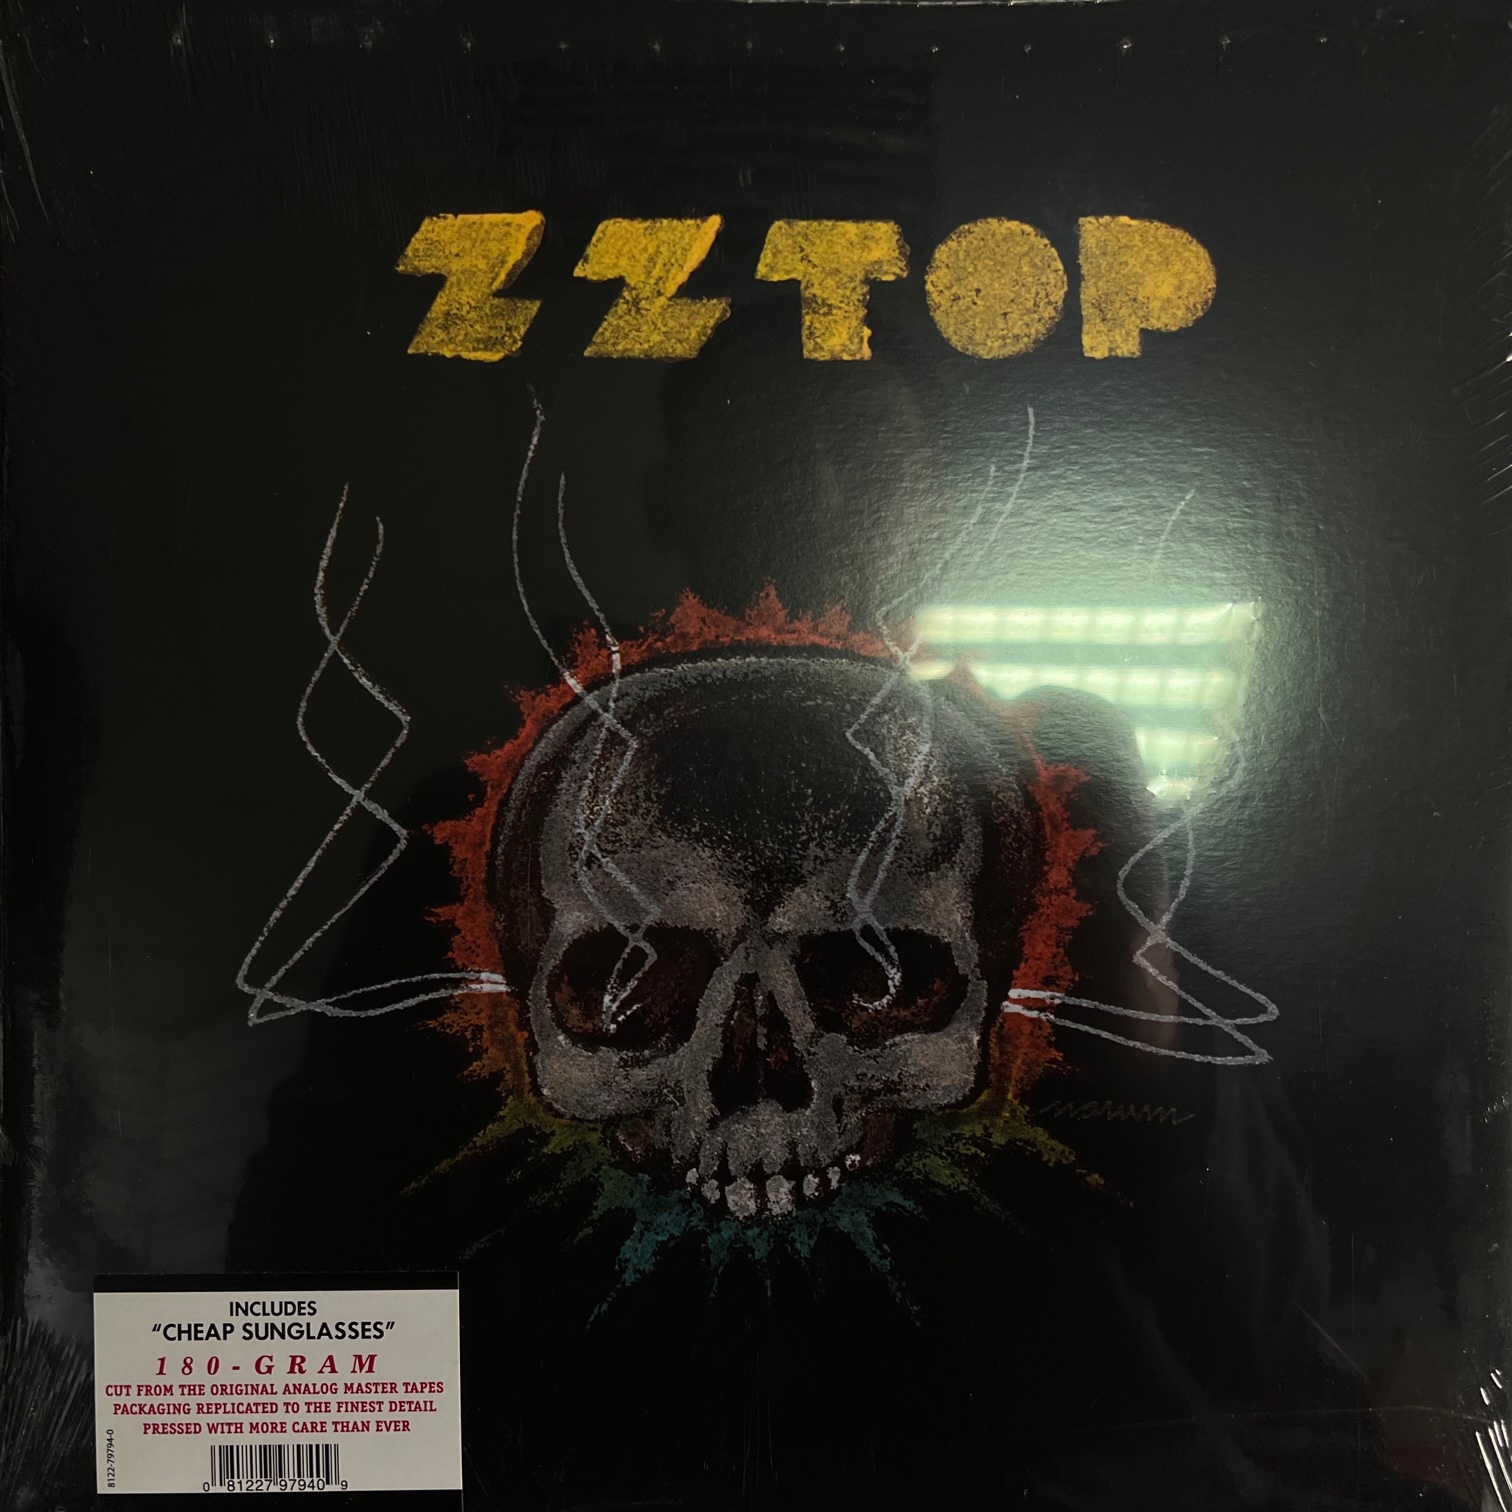 ZZTOP
narum
INCLUDES
"CHEAP SUNGLASSES"
180-GRAM
CUT FROM THE ORIGINAL ANALOG MASTER TAPES
PACKAGING REPLICATED TO THE FINEST DETAIL
PRESSED WITH MORE CARE THAN EVER
8122-79794-0
0 81227 97940 9